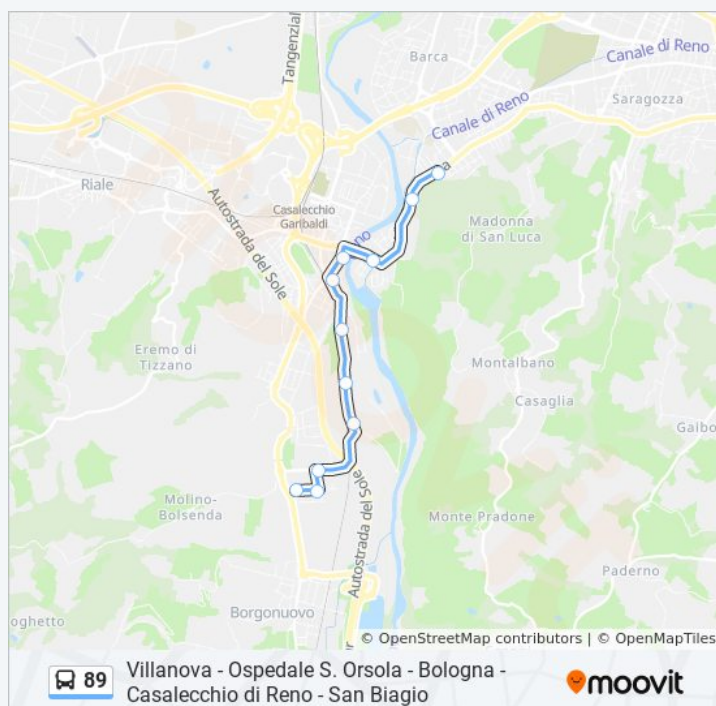 Tangenzial
Barca
Canale di Reno
Saragozza
Canale di Reno
Riale
Casalecchio
Garibaldi
Autostrada del Sole
Madonna
di San Luca
Eremo di
Tizzano
Montalbano
Casaglia
Gaibo
Molino-
Bolsenda
Autostrada del Sole
Monte Pradone
Paderno
Borgonuovo
oghetto
© OpenStreetMap contributors | © OpenMapTiles
89
Villanova - Ospedale S. Orsola - Bologna -
Casalecchio di Reno - San Biagio
moovit